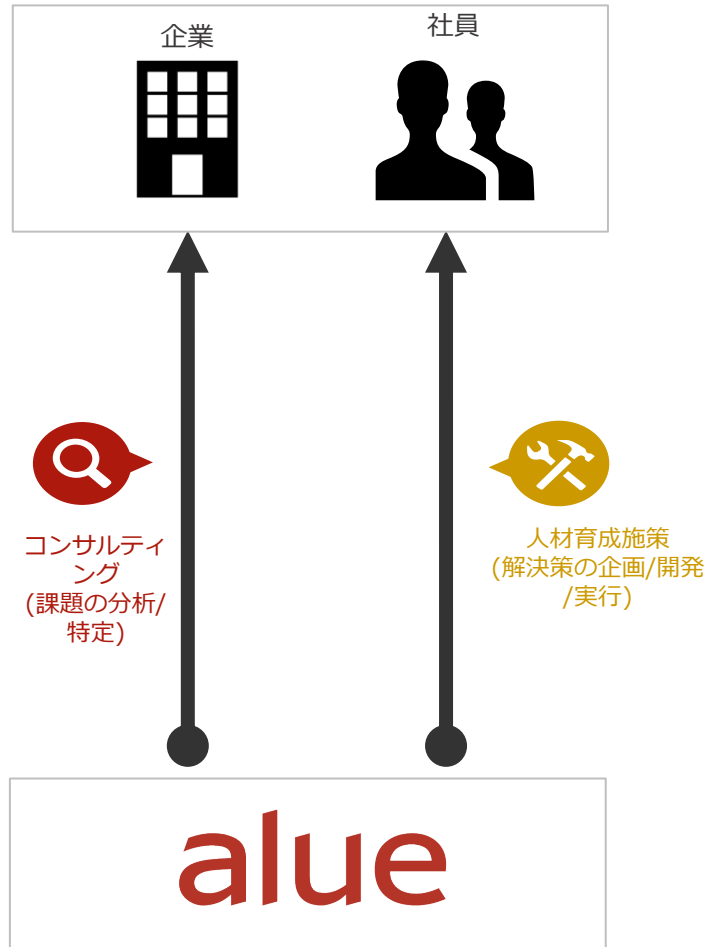 企業
社員
コンサルティ
ング
(課題の分析/
特定)
人材育成施策
(解決策の企画/開発
/実行)
alue